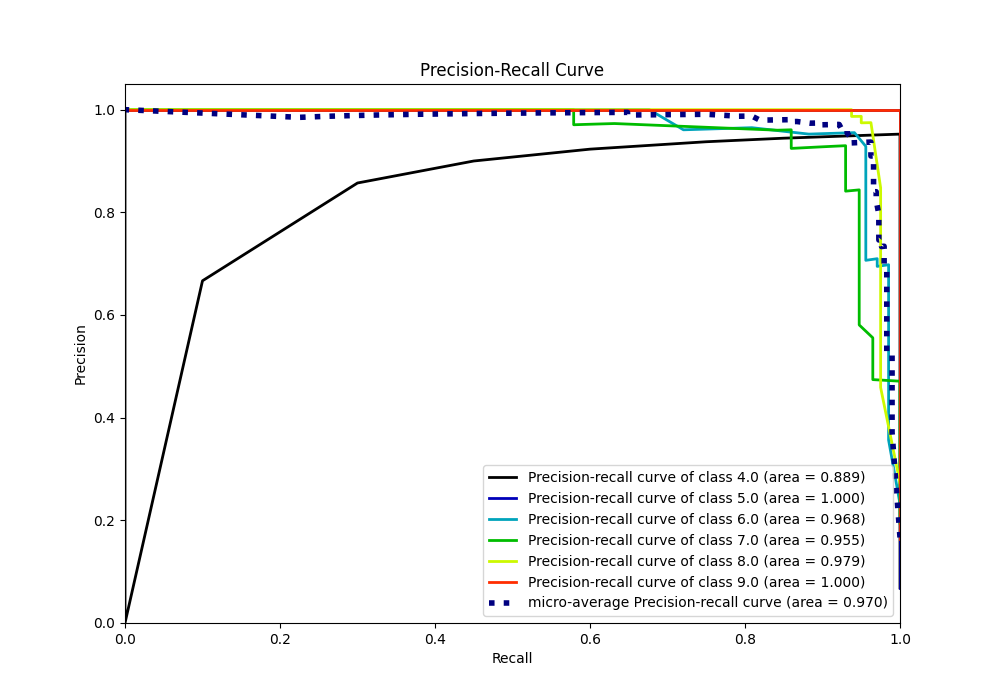 Precision-Recall Curve
1.0
0.8
0.6
0.4
0.2
0.0
Precision
Precision-recall curve of class 4.0 (area = 0.889)
Precision-recall curve of class 5.0 (area = 1.000)
Precision-recall curve of class 6.0 (area = 0.968)
Precision-recall curve of class 7.0 (area = 0.955)
Precision-recall curve of class 8.0 (area = 0.979)
Precision-recall curve of class 9.0 (area = 1.000)
micro-average Precision-recall curve (area = 0.970)
0.0 0.2 0.4 0.6 0.8 1.0
Recall